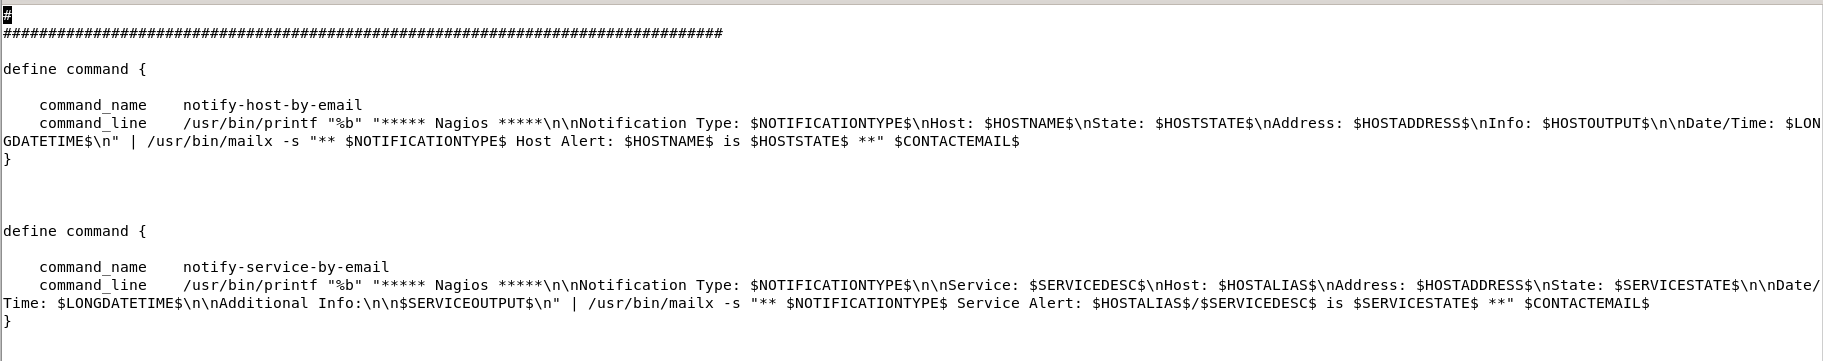 #
################################################################################
define command {
    command_name    notify-host-by-email
    command_line    /usr/bin/printf "%b" "***** Nagios *****\n\nNotification Type: $NOTIFICATIONTYPE$\nHost: $HOSTNAME$\nState: $HOSTSTATE$\nAddress: $HOSTADDRESS$\nInfo: $HOSTOUTPUT$\n\nDate/Time: $LON
GDATETIME$\n" | /usr/bin/mailx -s "** $NOTIFICATIONTYPE$ Host Alert: $HOSTNAME$ is $HOSTSTATE$ **" $CONTACTEMAIL$
}
define command {
    command_name    notify-service-by-email
    command_line    /usr/bin/printf "%b" "***** Nagios *****\n\nNotification Type: $NOTIFICATIONTYPE$\n\nService: $SERVICEDESC$\nHost: $HOSTALIAS$\nAddress: $HOSTADDRESS$\nState: $SERVICESTATE$\n\nDate/
Time: $LONGDATETIME$\n\nAdditional Info:\n\n$SERVICEOUTPUT$\n" | /usr/bin/mailx -s "** $NOTIFICATIONTYPE$ Service Alert: $HOSTALIAS$/$SERVICEDESC$ is $SERVICESTATE$ **" $CONTACTEMAIL$
}